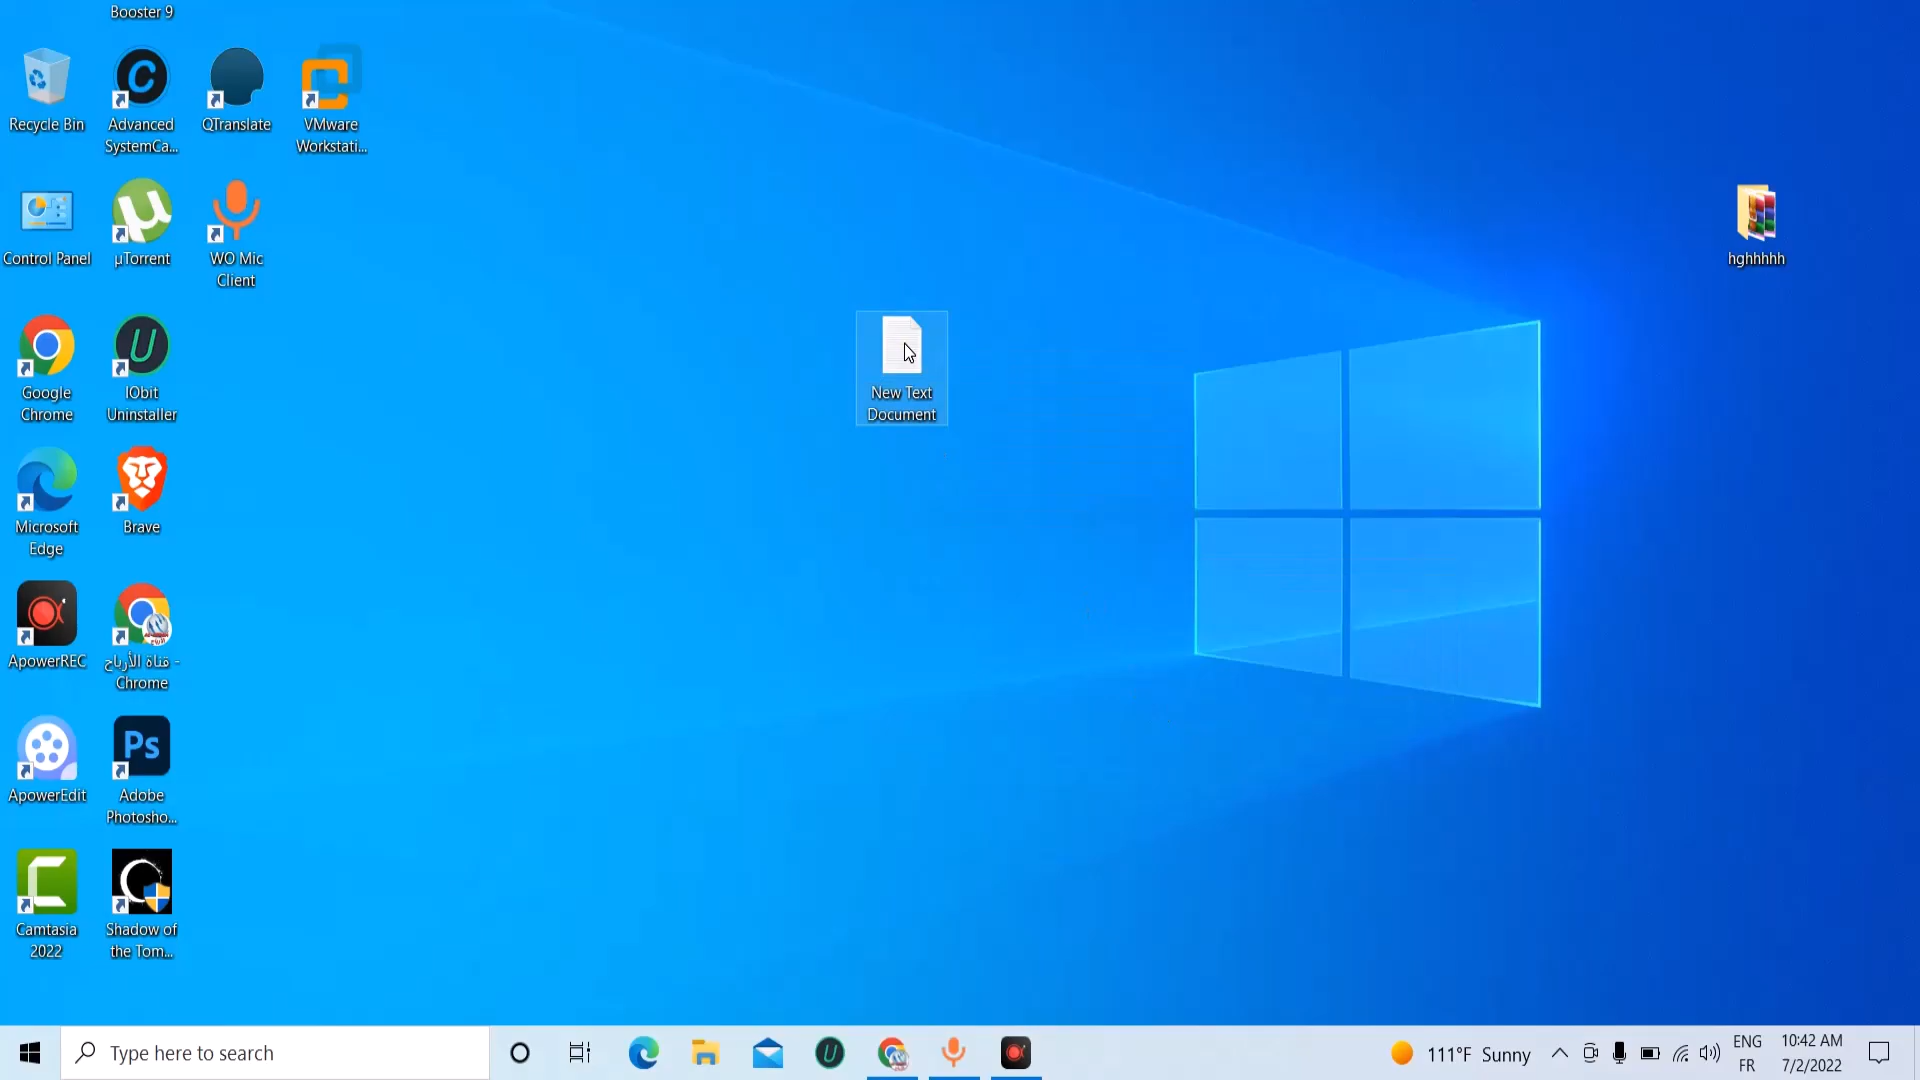 Booster 9
Recycle Bin
Advanced
SystemCa...
QTranslate
VMware
Workstati...
Control Panel
µTorrent
WO Mic
Client
hghhhhh
Google
Chrome
IObit
Uninstaller
New Text
Document
Microsoft
Edge
Brave
ApowerREC
قناة الأرباح -
Chrome
ApowerEdit
Ps
Adobe
Photosho...
Camtasia
2022
Shadow of
the Tom...
Type here to search
111°F Sunny
ENG
FR
10:42 AM
7/2/2022